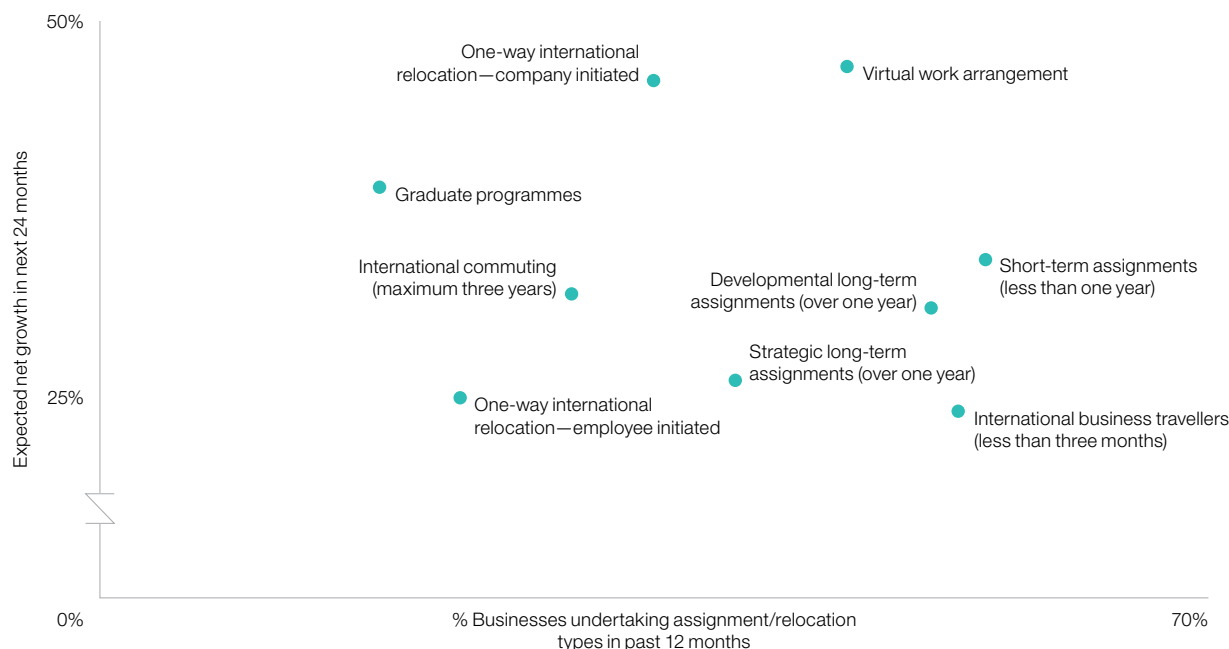 50%
One-way international
relocation—company initiated
Virtual work arrangement
Graduate programmes
International commuting
(maximum three years)
Developmental long-term
assignments (over one year)
Short-term assignments
(less than one year)
Strategic long-term
assignments (over one year)
25%
One-way international
relocation—employee initiated
International business travellers
(less than three months)
Expected net growth in next 24 months
0%
% Businesses undertaking assignment/relocation
types in past 12 months
70%